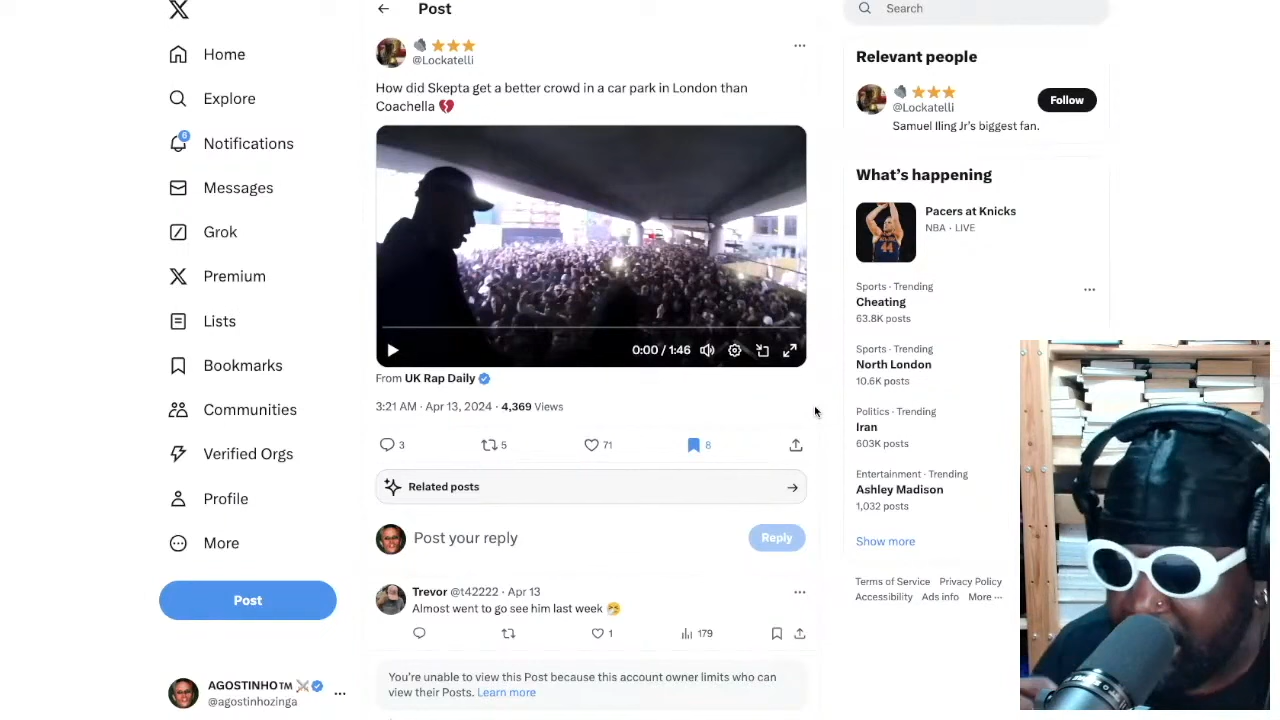 Home
Explore
6
Notifications
Messages
Grok
Premium
Lists
Bookmarks
Communities
Verified Orgs
Profile
More
Post
AGOSTINHO™
@agostinhozinga
Post
@Lockatelli
How did Skepta get a better crowd in a car park in London than
Coachella 💔
0:00 / 1:46
From UK Rap Daily
3:21 AM · Apr 13, 2024 · 4,369 Views
3
5
71
8
Related posts
Post your reply
Reply
Trevor @t42222 · Apr 13
Almost went to go see him last week
1
179
You're unable to view this Post because this account owner limits who can
view their Posts. Learn more
Search
Relevant people
@Lockatelli
Follow
Samuel Iling Jr's biggest fan.
What's happening
Pacers at Knicks
NBA · LIVE
Sports · Trending
Cheating
63.8K posts
Sports · Trending
North London
10.6K posts
Politics · Trending
Iran
603K posts
Entertainment · Trending
Ashley Madison
1,032 posts
Show more
Terms of Service Privacy Policy
Accessibility Ads info More ···